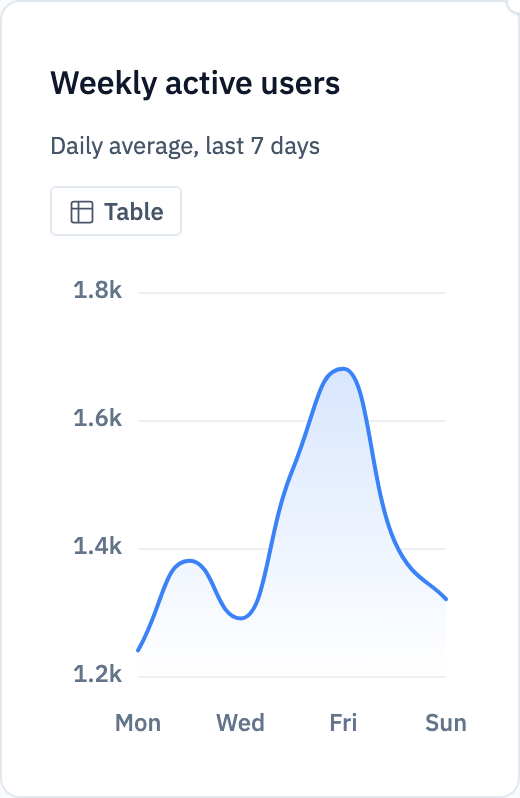 Weekly active users
Daily average, last 7 days
Table
1.8k
1.6k
1.4k
1.2k
Mon Wed Fri Sun